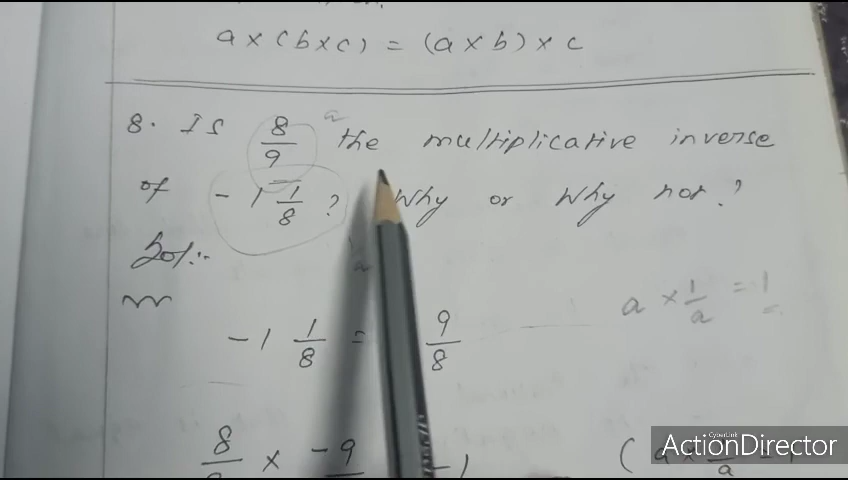 a × (b × c) = (a × b) × c
8. Is 8/9 the multiplicative inverse
of - 1 1/8 ? Why or Why not.?
Sol:-
a × 1/a = 1
- 1 1/8 = 9/8
8/ × -9
ActionDirector
CyberLink